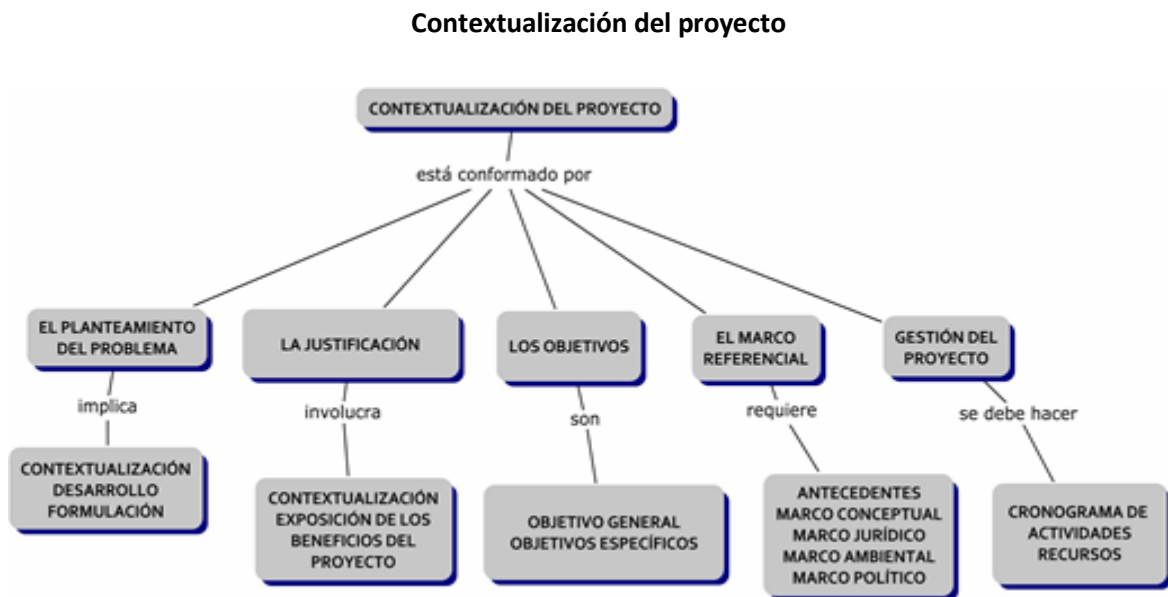 Contextualización del proyecto
CONTEXTUALIZACIÓN DEL PROYECTO
está conformado por
EL PLANTEAMIENTO
DEL PROBLEMA
LA JUSTIFICACIÓN
LOS OBJETIVOS
EL MARCO
REFERENCIAL
GESTIÓN DEL
PROYECTO
implica
involucra
son
requiere
se debe hacer
CONTEXTUALIZACIÓN
DESARROLLO
FORMULACIÓN
CONTEXTUALIZACIÓN
EXPOSICIÓN DE LOS
BENEFICIOS DEL
PROYECTO
OBJETIVO GENERAL
OBJETIVOS ESPECÍFICOS
ANTECEDENTES
MARCO CONCEPTUAL
MARCO JURÍDICO
MARCO AMBIENTAL
MARCO POLÍTICO
CRONOGRAMA DE
ACTIVIDADES
RECURSOS